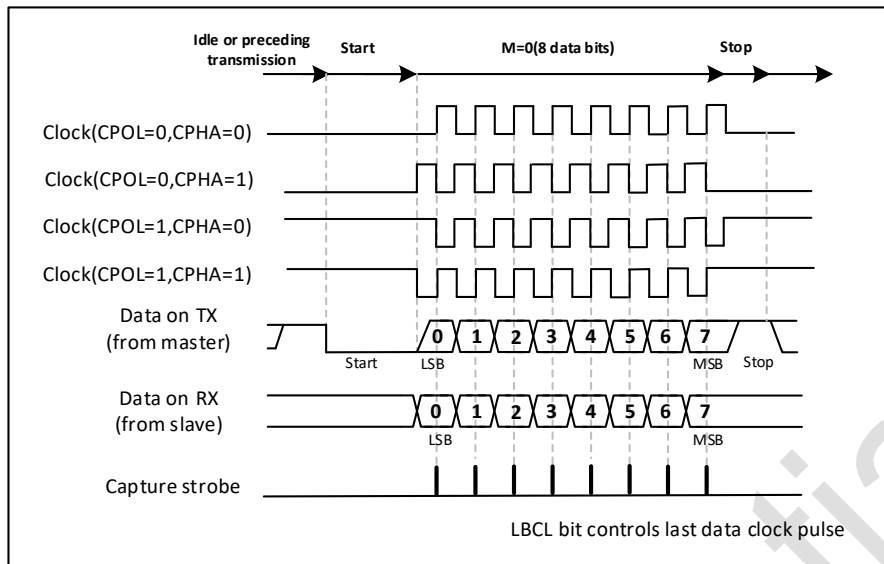 Idle or preceding
transmission
Start
M=0(8 data bits)
Stop
Clock(CPOL=0,CPHA=0)
Clock(CPOL=0,CPHA=1)
Clock(CPOL=1,CPHA=0)
Clock(CPOL=1,CPHA=1)
Data on TX
(from master)
0 1 2 3 4 5 6 7
Start
LSB
MSB
Stop
Data on RX
(from slave)
0 1 2 3 4 5 6 7
LSB
MSB
Capture strobe
LBCL bit controls last data clock pulse